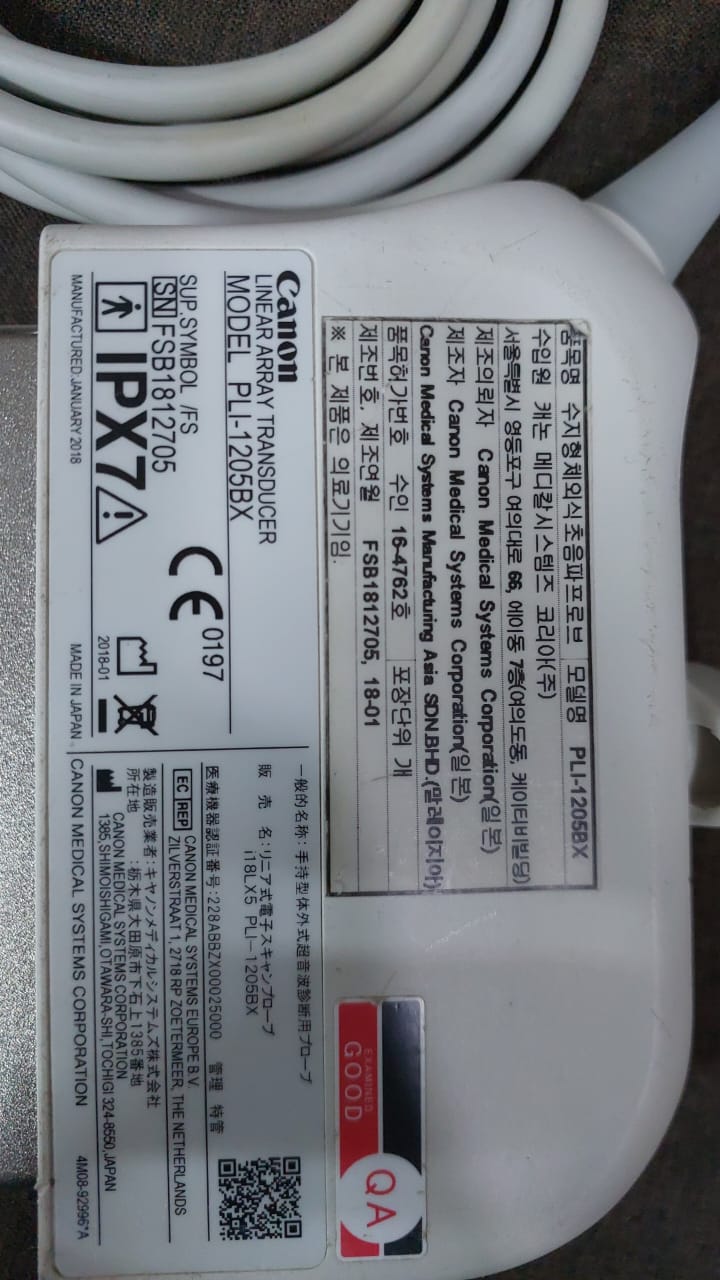 품목명 수지형체외식초음파프로브 모델명 PLI-1205BX
수입원 캐논 메디칼시스템즈 코리아(주)
서울특별시 영등포구 여의대로 66, 에이동 7층(여의도동, 케이티비빌딩)
제조의뢰자 Canon Medical Systems Corporation(일본)
제조자 Canon Medical Systems Corporation(일본)
Canon Medical Systems Manufacturing Asia SDN.BHD.(말레이지아)
품목허가번호 수인 16-4762호 포장단위 개
제조번호, 제조연월 FSB1812705, 18-01
※ 본 제품은 의료기기임.
Canon
LINEAR ARRAY TRANSDUCER
MODEL PLI-1205BX
SUP.SYMBOL /FS
SN FSB1812705
CE 0197
IPX7
2018-01
MANUFACTURED:JANUARY 2018
MADE IN JAPAN
一般的名称:手持型体外式超音波診断用プローブ
販売名:リニア式電子スキャンプローブ
i18LX5 PLI-1205BX
医療機器認証番号:228ABBZX00025000 管理 特管
EC REP CANON MEDICAL SYSTEMS EUROPE B.V.
ZILVERSTRAAT 1, 2718 RP ZOETERMEER, THE NETHERLANDS
製造販売業者:キヤノンメディカルシステムズ株式会社
所在地 :栃木県大田原市下石上1385番地
CANON MEDICAL SYSTEMS CORPORATION
1385,SHIMOISHIGAMI,OTAWARA-SHI,TOCHIGI 324-8550,JAPAN
CANON MEDICAL SYSTEMS CORPORATION
4M08-92996*A
EXAMINED
GOOD
QA